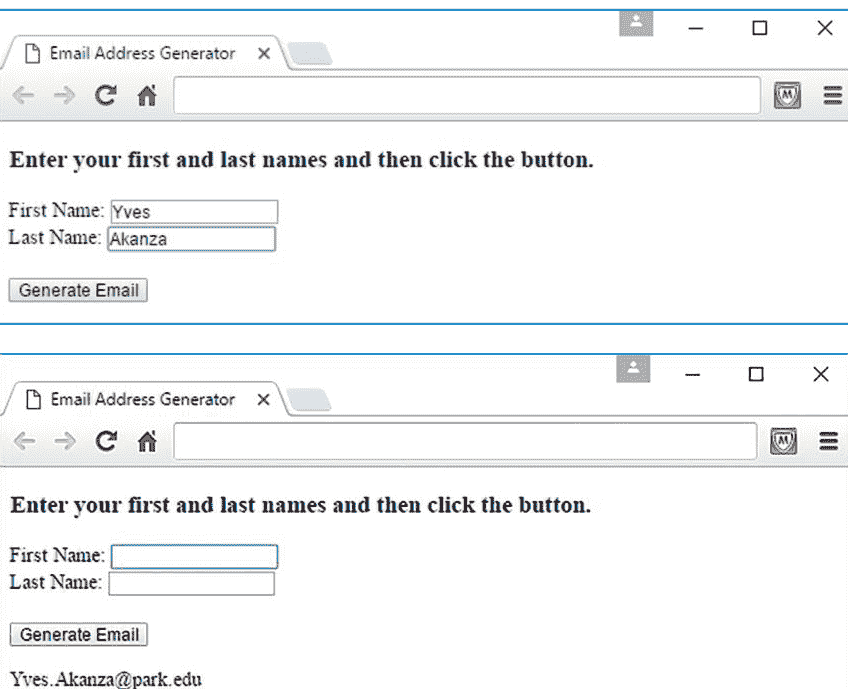 Email Address Generator
Enter your first and last names and then click the button.
First Name: Yves
Last Name: Akanza
Generate Email
Email Address Generator
Enter your first and last names and then click the button.
First Name:
Last Name:
Generate Email
Yves.Akanza@park.edu